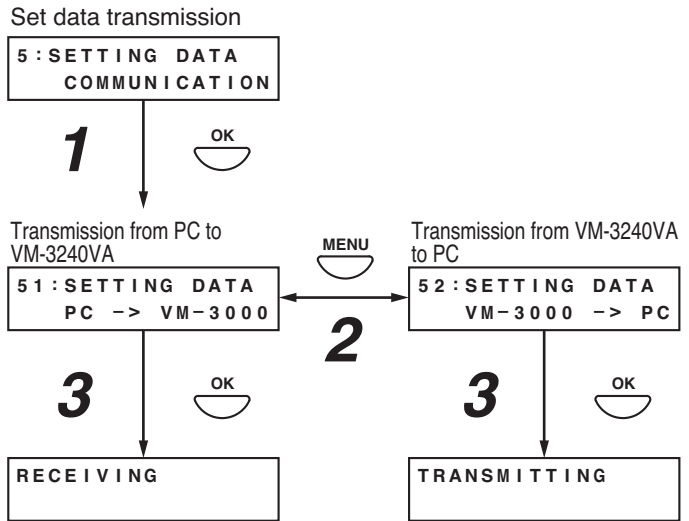 Set data transmission
5:SETTING DATA
COMMUNICATION
1
OK
Transmission from PC to
VM-3240VA
MENU
Transmission from VM-3240VA
to PC
51:SETTING DATA
PC -> VM-3000
2
52:SETTING DATA
VM-3000 -> PC
3
OK
3
OK
RECEIVING
TRANSMITTING